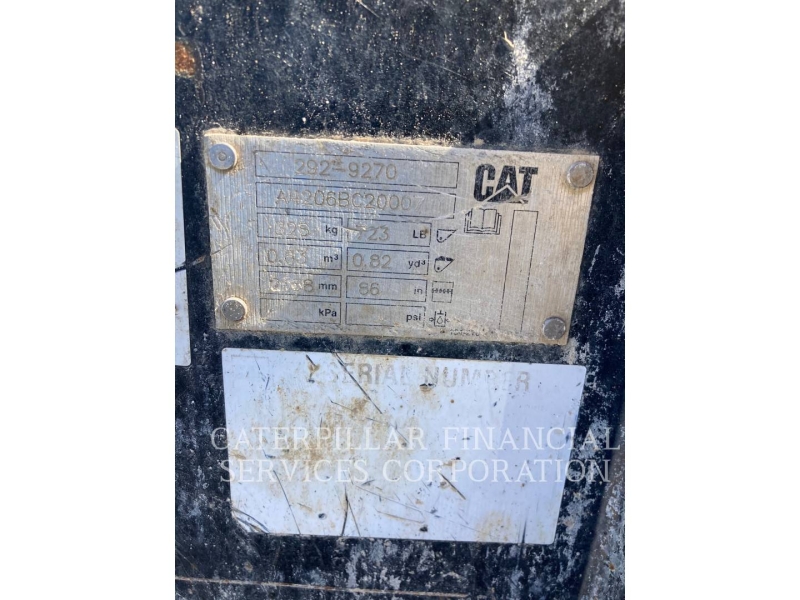 292-9270
CAT
kg
LB
m³
0.82 yd³
mm
86 in
kPa
psi
SERIAL NUMBER
CATERPILLAR FINANCIAL
SERVICES CORPORATION